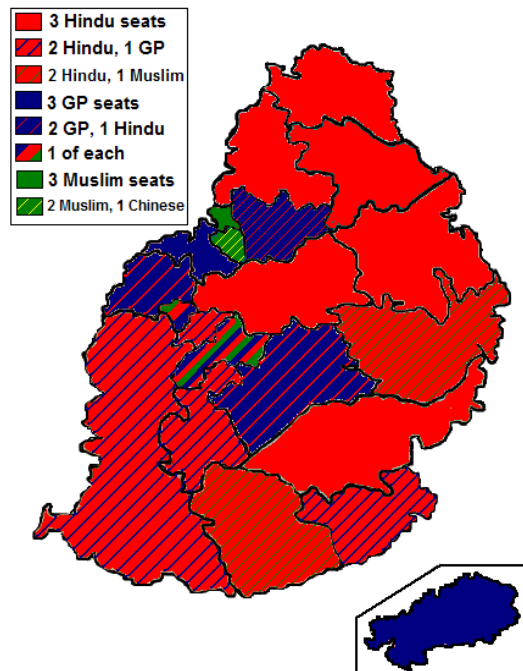 3 Hindu seats
2 Hindu, 1 GP
2 Hindu, 1 Muslim
3 GP seats
2 GP, 1 Hindu
1 of each
3 Muslim seats
2 Muslim, 1 Chinese